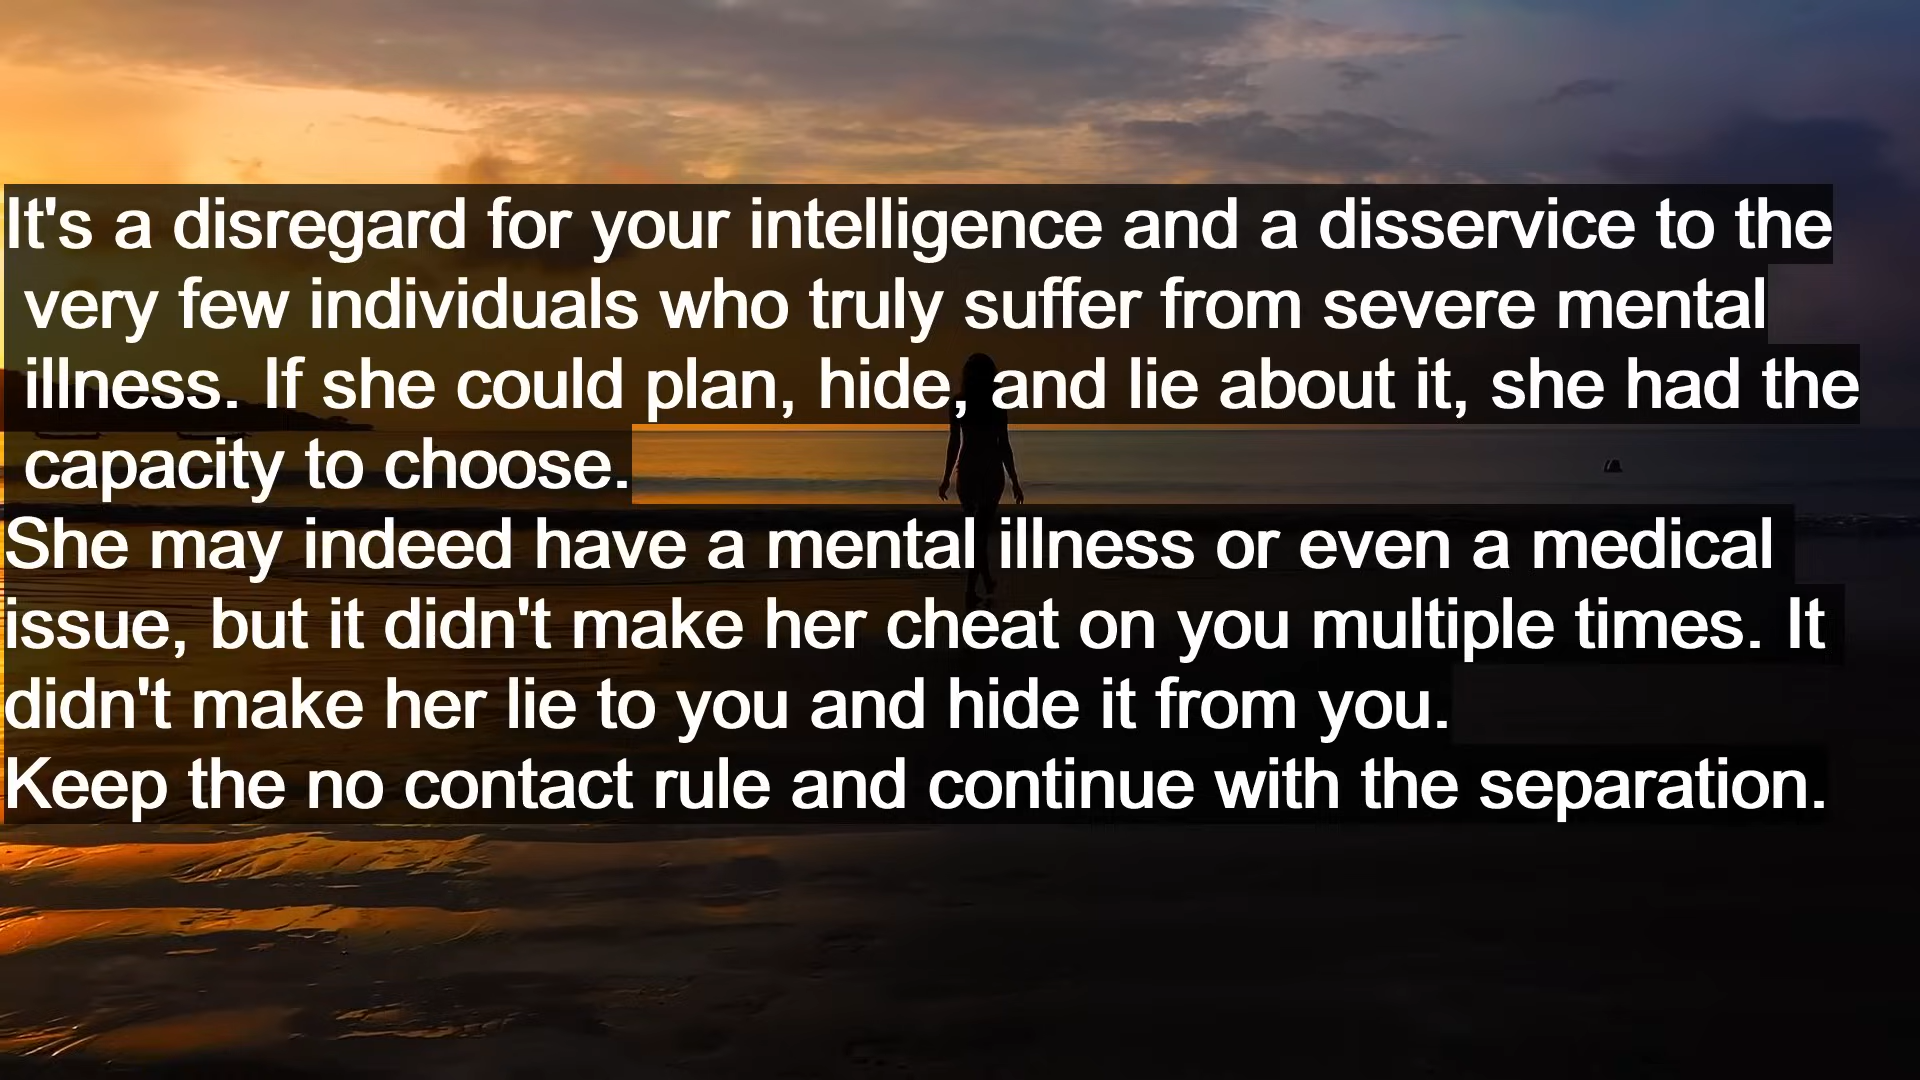 It's a disregard for your intelligence and a disservice to the
very few individuals who truly suffer from severe mental
illness. If she could plan, hide, and lie about it, she had the
capacity to choose.
She may indeed have a mental illness or even a medical
issue, but it didn't make her cheat on you multiple times. It
didn't make her lie to you and hide it from you.
Keep the no contact rule and continue with the separation.